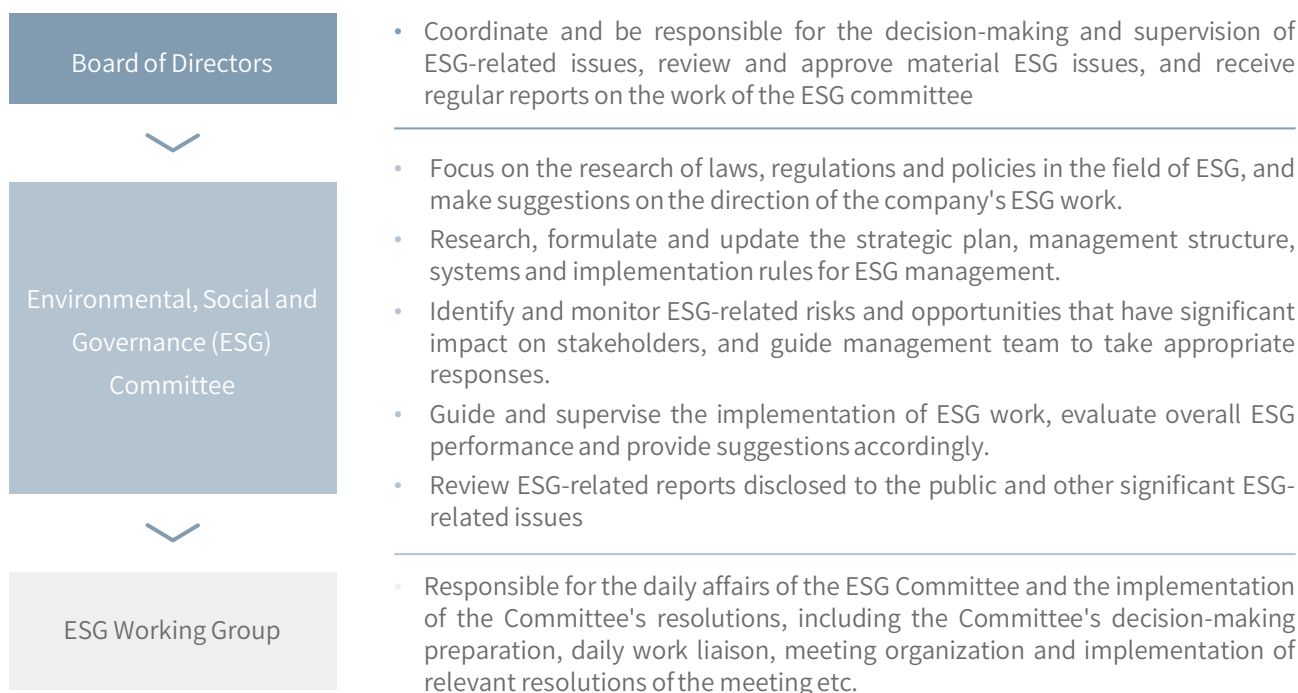 Board of Directors
• Coordinate and be responsible for the decision-making and supervision of
ESG-related issues, review and approve material ESG issues, and receive
regular reports on the work of the ESG committee
Environmental, Social and
Governance (ESG)
Committee
• Focus on the research of laws, regulations and policies in the field of ESG, and
make suggestions on the direction of the company's ESG work.
• Research, formulate and update the strategic plan, management structure,
systems and implementation rules for ESG management.
• Identify and monitor ESG-related risks and opportunities that have significant
impact on stakeholders, and guide management team to take appropriate
responses.
• Guide and supervise the implementation of ESG work, evaluate overall ESG
performance and provide suggestions accordingly.
• Review ESG-related reports disclosed to the public and other significant ESG-
related issues
ESG Working Group
• Responsible for the daily affairs of the ESG Committee and the implementation
of the Committee's resolutions, including the Committee's decision-making
preparation, daily work liaison, meeting organization and implementation of
relevant resolutions of the meeting etc.